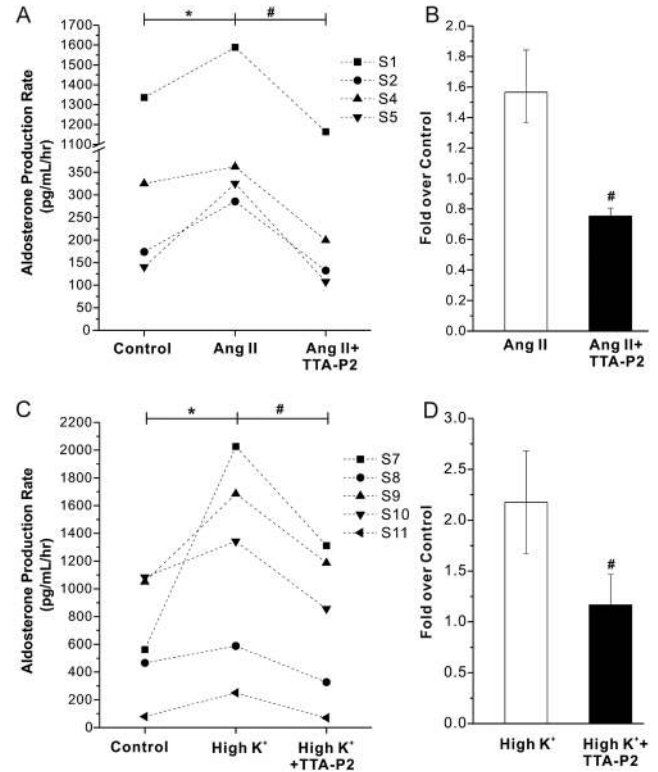 A
* #
1700
1600
1500
1400
1300
1200
1100
350
300
250
200
150
100
50
0
Aldosterone Production Rate
(pg/mL/hr)
S1
S2
S4
S5
Control Ang II Ang II+
TTA-P2
B
2.0
1.8
1.6
1.4
1.2
1.0
0.8
0.6
0.4
0.2
0.0
Fold over Control
#
Ang II Ang II+
TTA-P2
C
* #
2200
2000
1800
1600
1400
1200
1000
800
600
400
200
0
Aldosterone Production Rate
(pg/mL/hr)
S7
S8
S9
S10
S11
Control High K⁺ High K⁺
+TTA-P2
D
3.0
2.5
2.0
1.5
1.0
0.5
0.0
Fold over Control
#
High K⁺ High K⁺+
TTA-P2